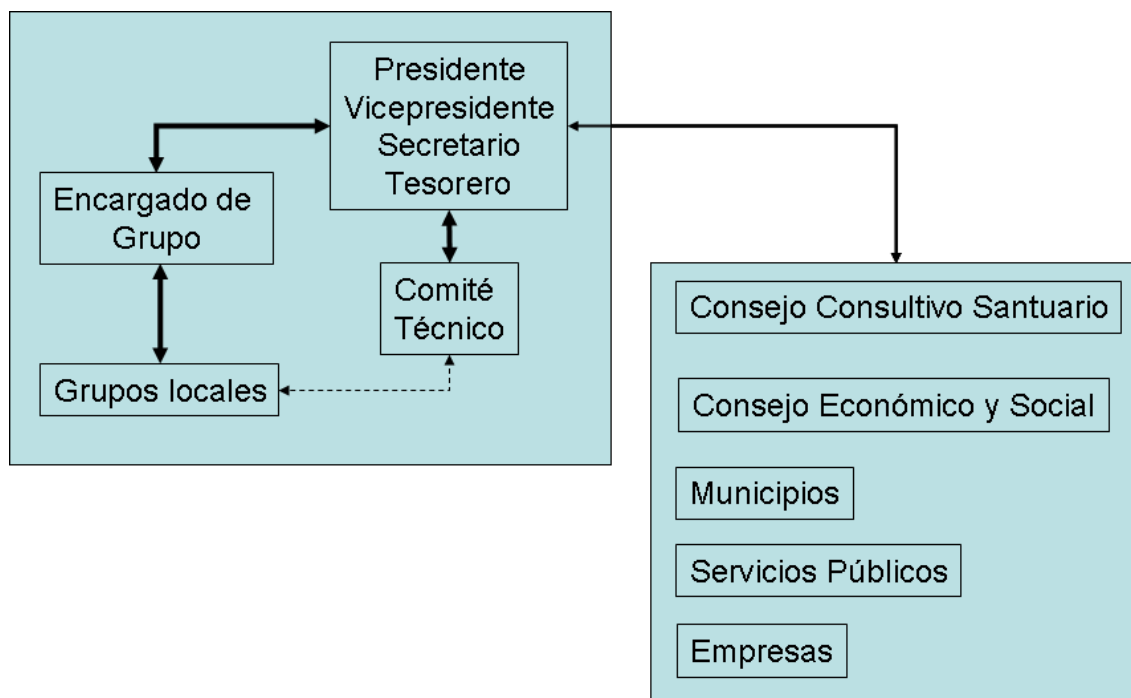 Presidente
Vicepresidente
Secretario
Tesorero
Encargado de
Grupo
Comité
Técnico
Grupos locales
Consejo Consultivo Santuario
Consejo Económico y Social
Municipios
Servicios Públicos
Empresas